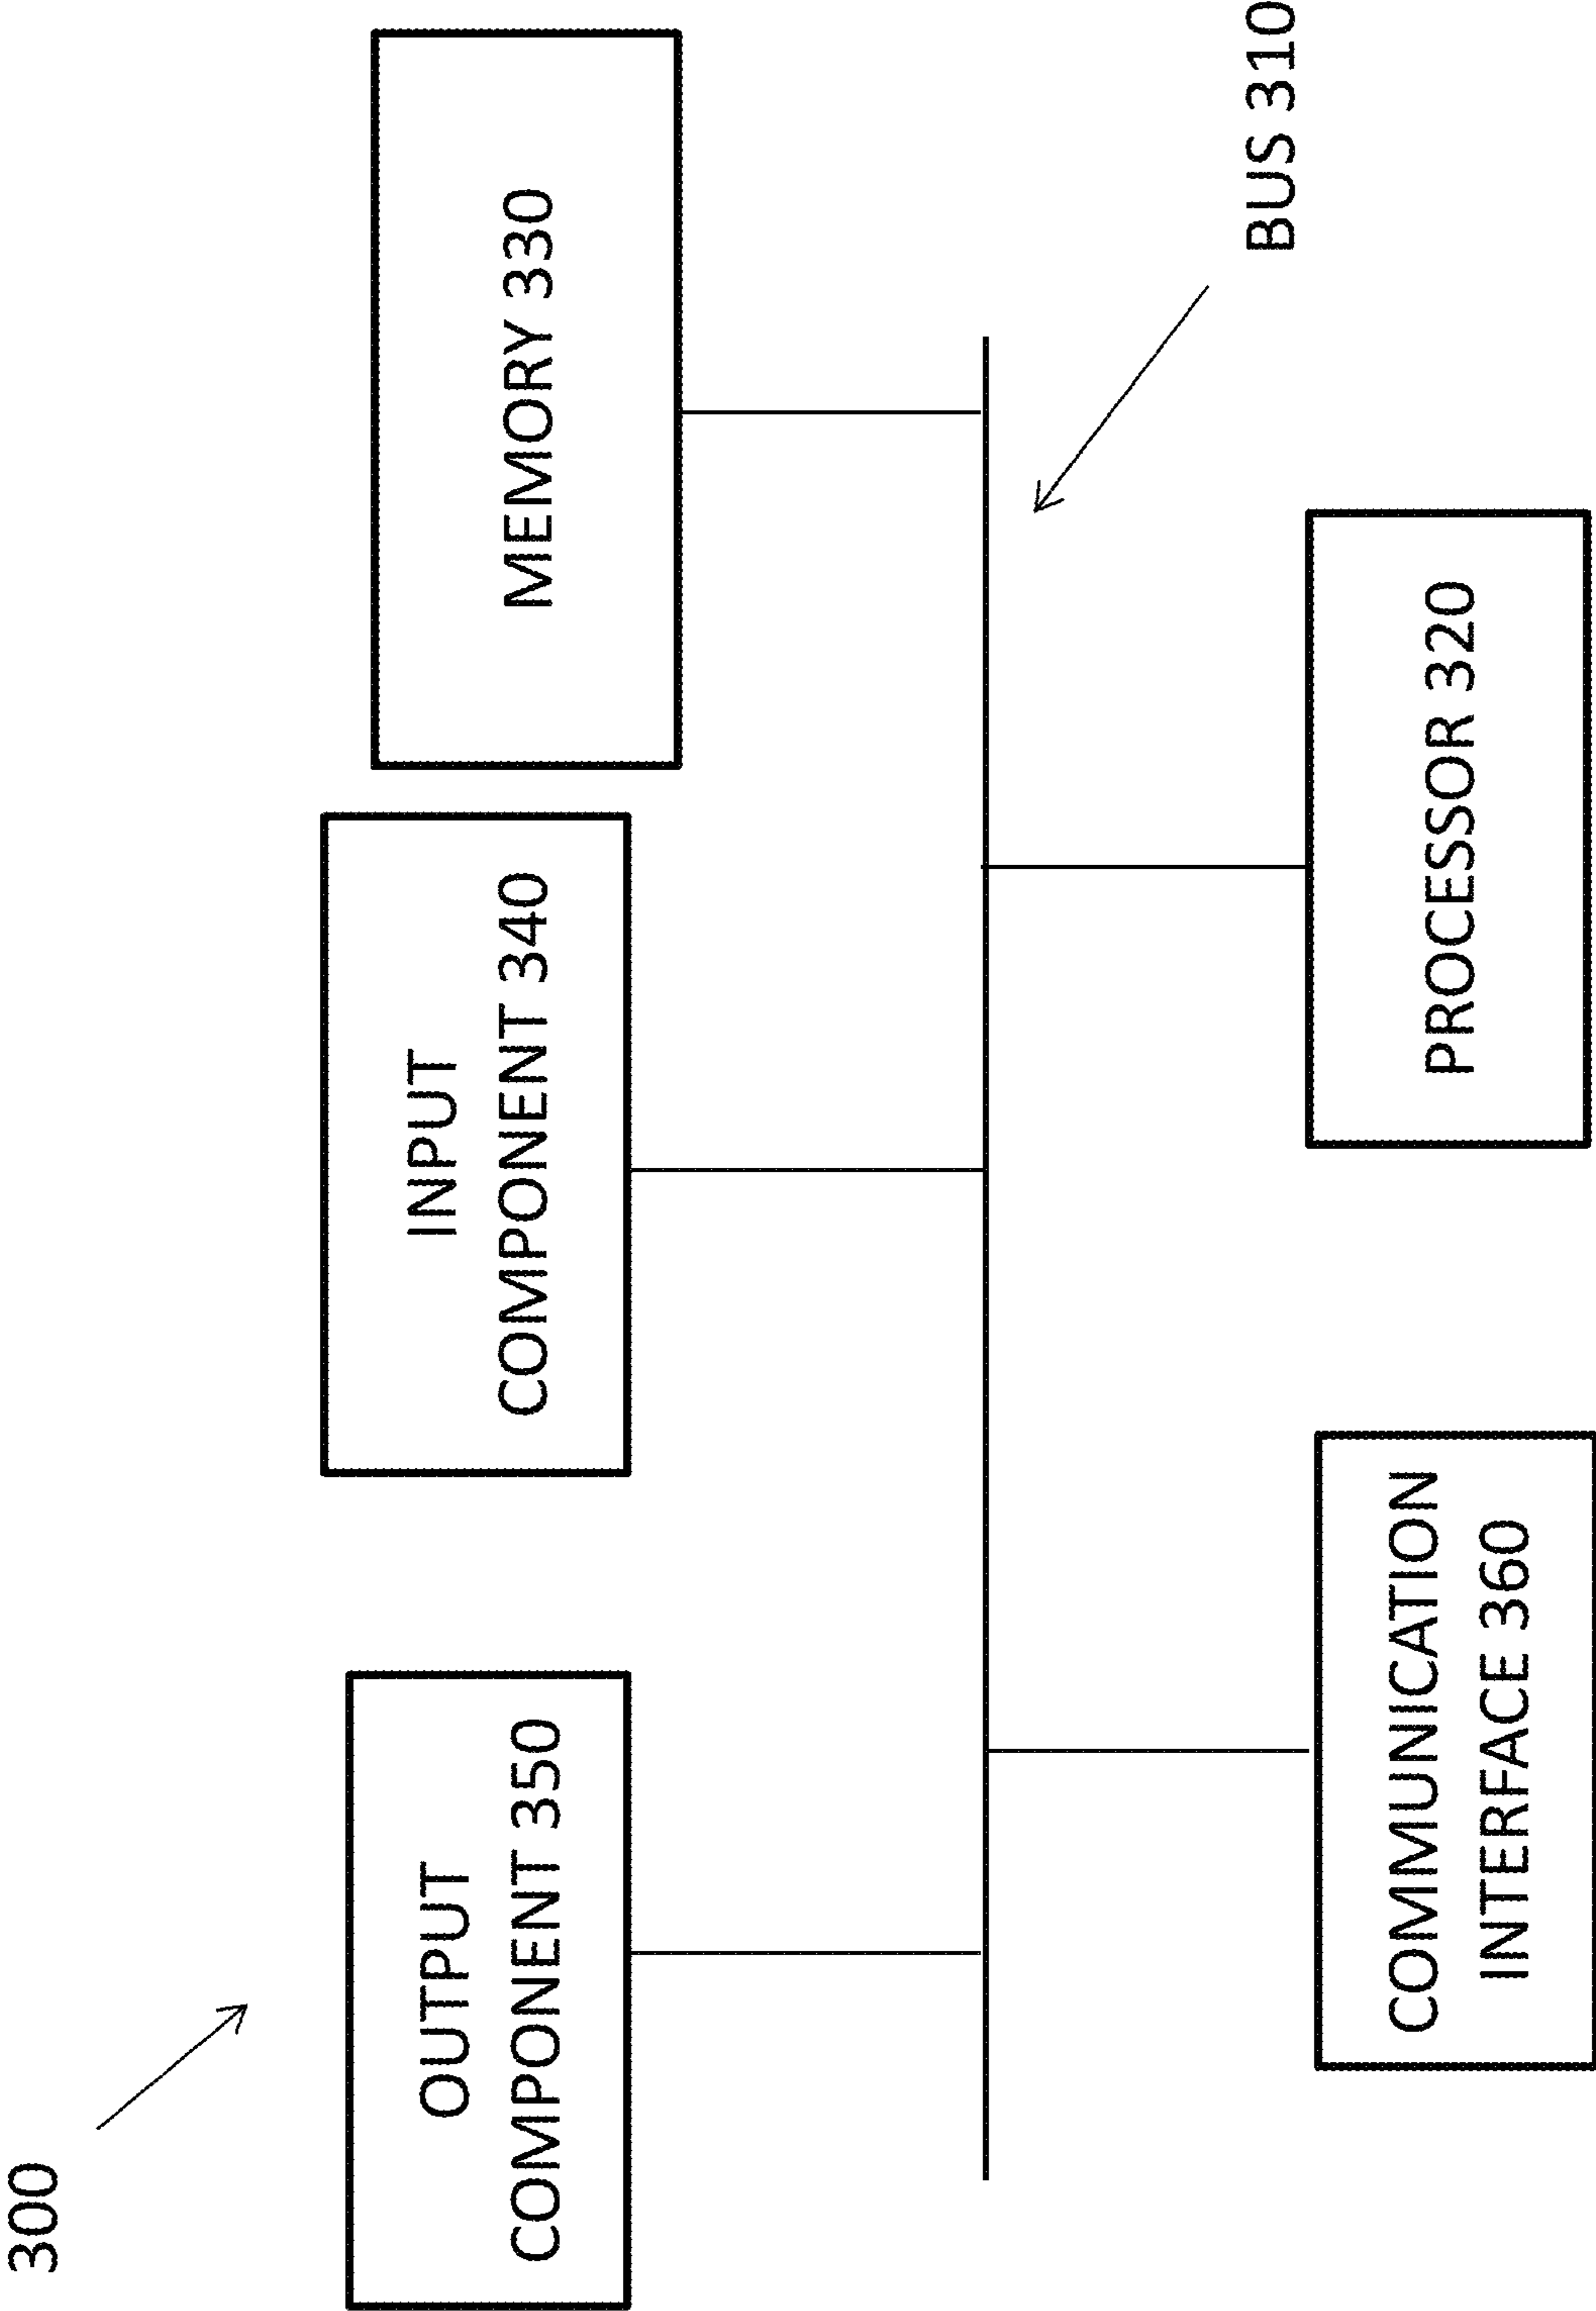 300
OUTPUT
COMPONENT 350
INPUT
COMPONENT 340
MEMORY 330
BUS 310
COMMUNICATION
INTERFACE 360
PROCESSOR 320